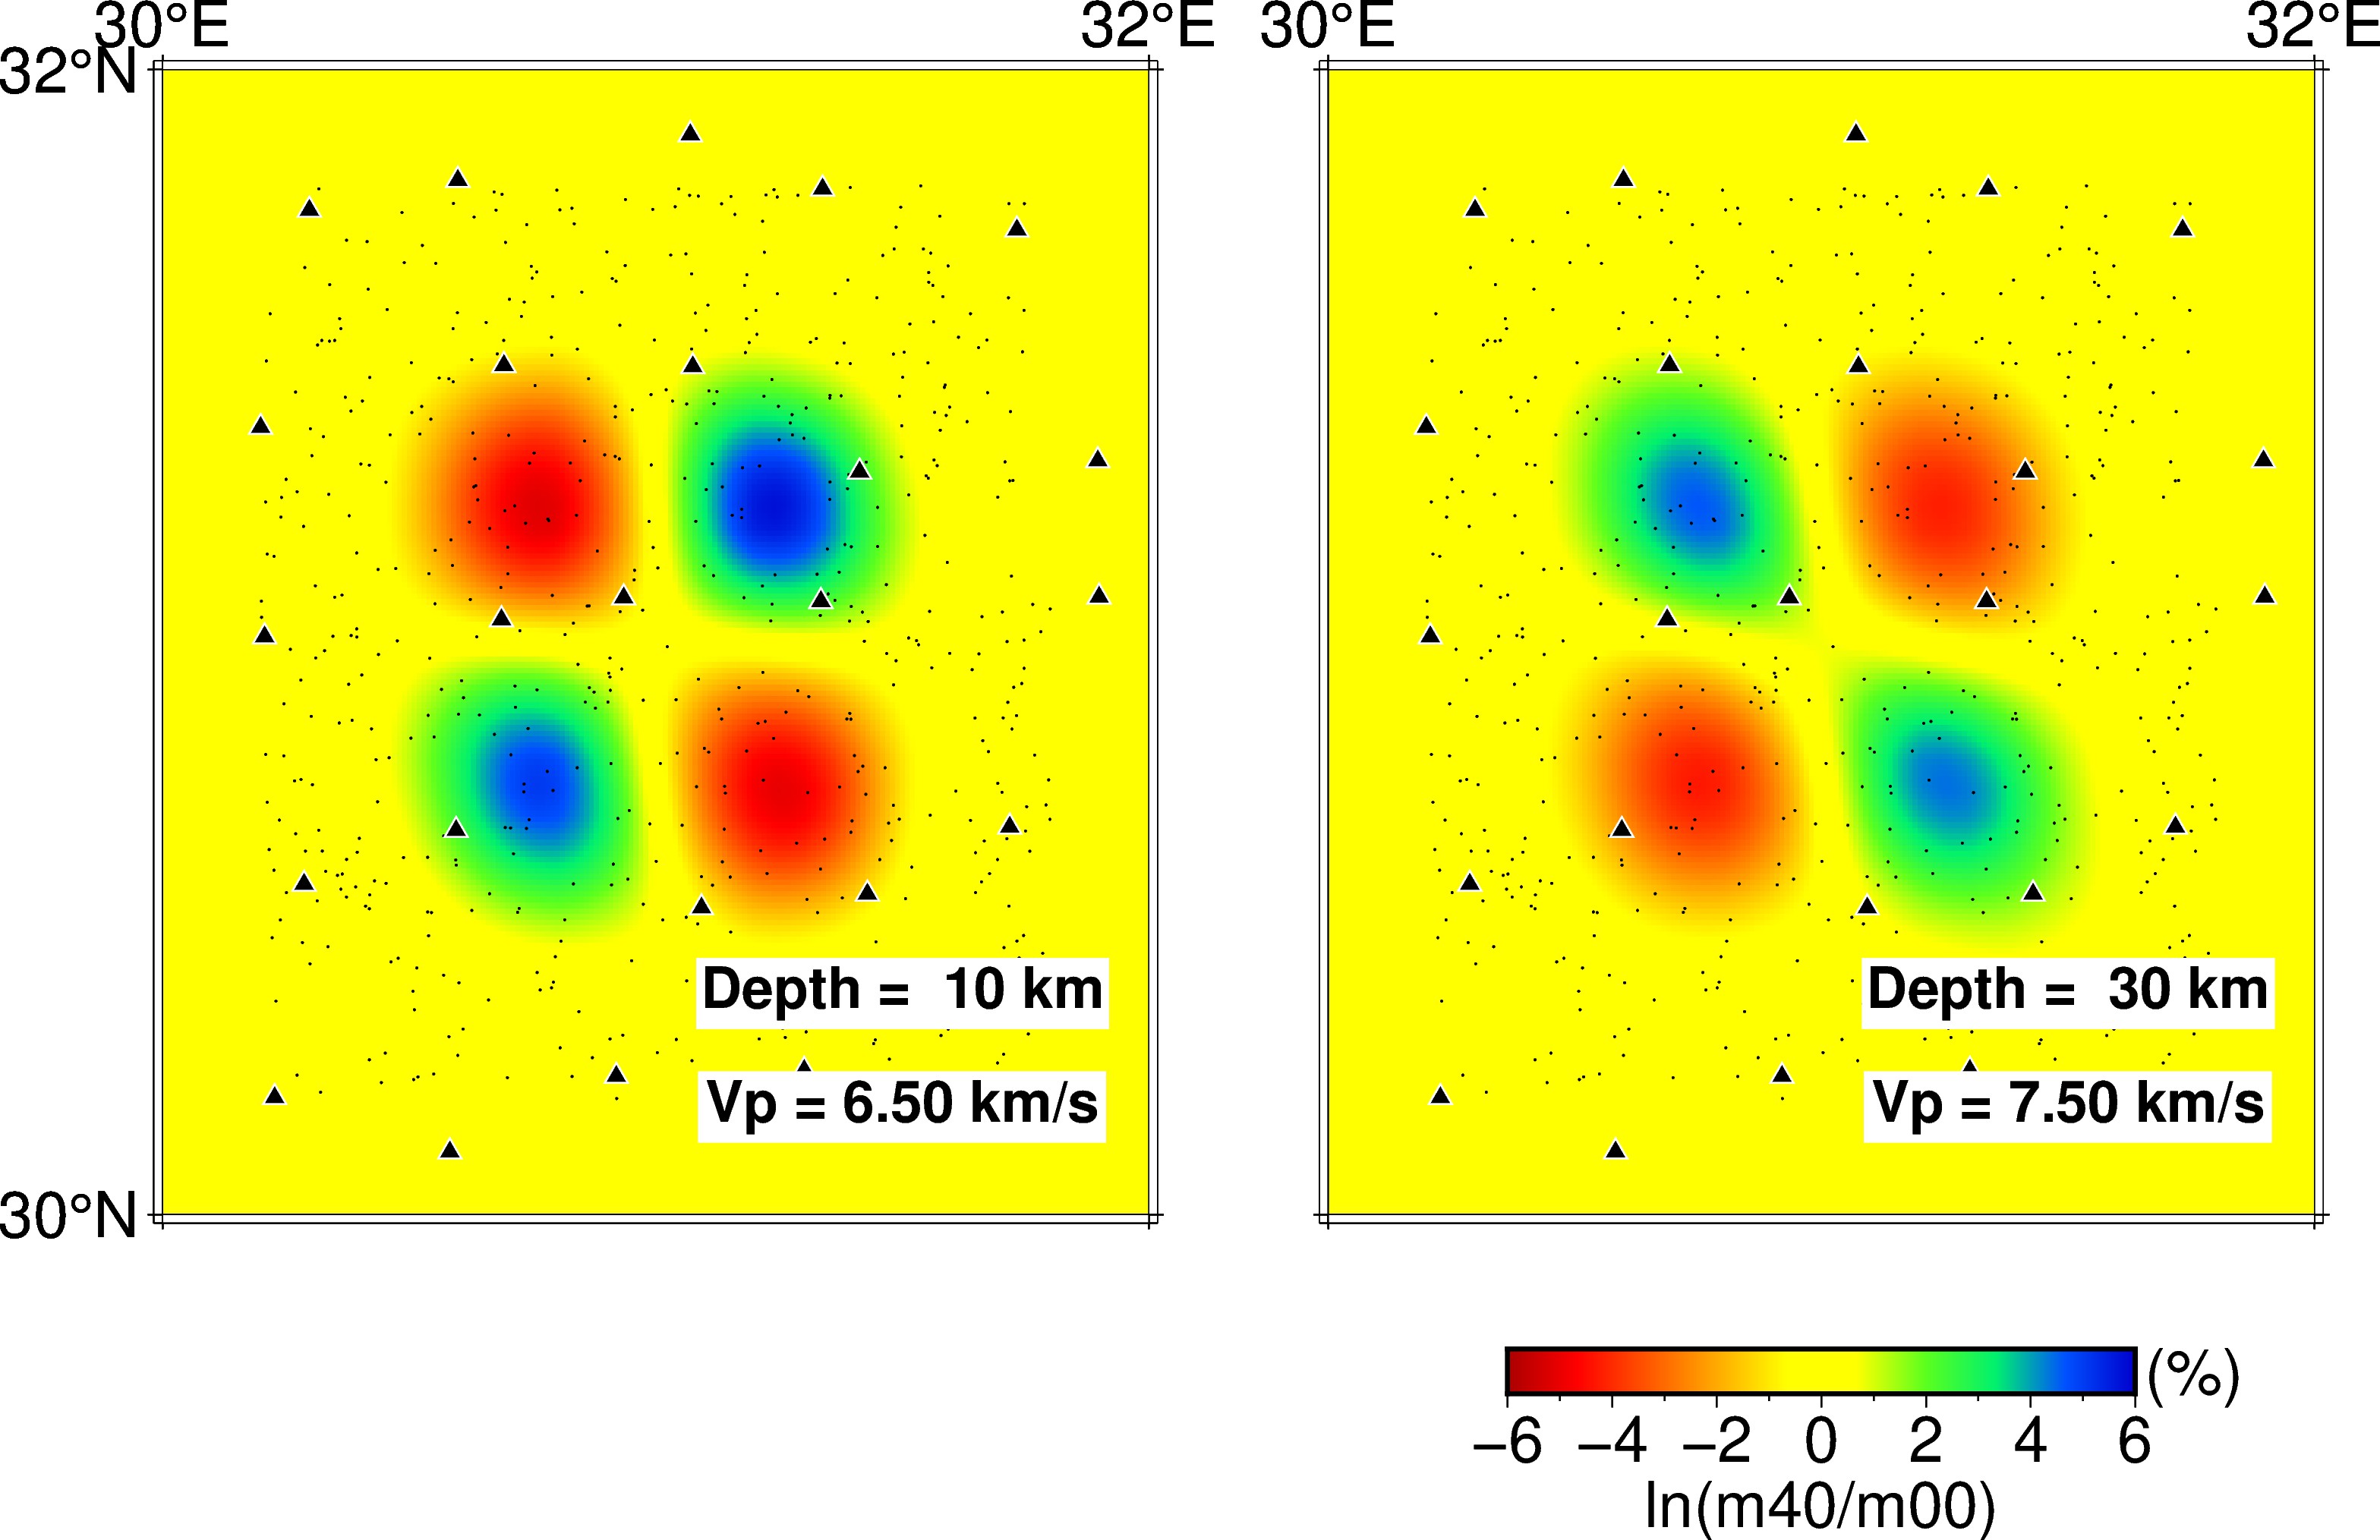 30°E
32°E
30°E
32°E
32°N
30°N
Depth =  10 km
Vp = 6.50 km/s
Depth =  30 km
Vp = 7.50 km/s
(%)
−6 −4 −2 0 2 4 6
ln(m40/m00)